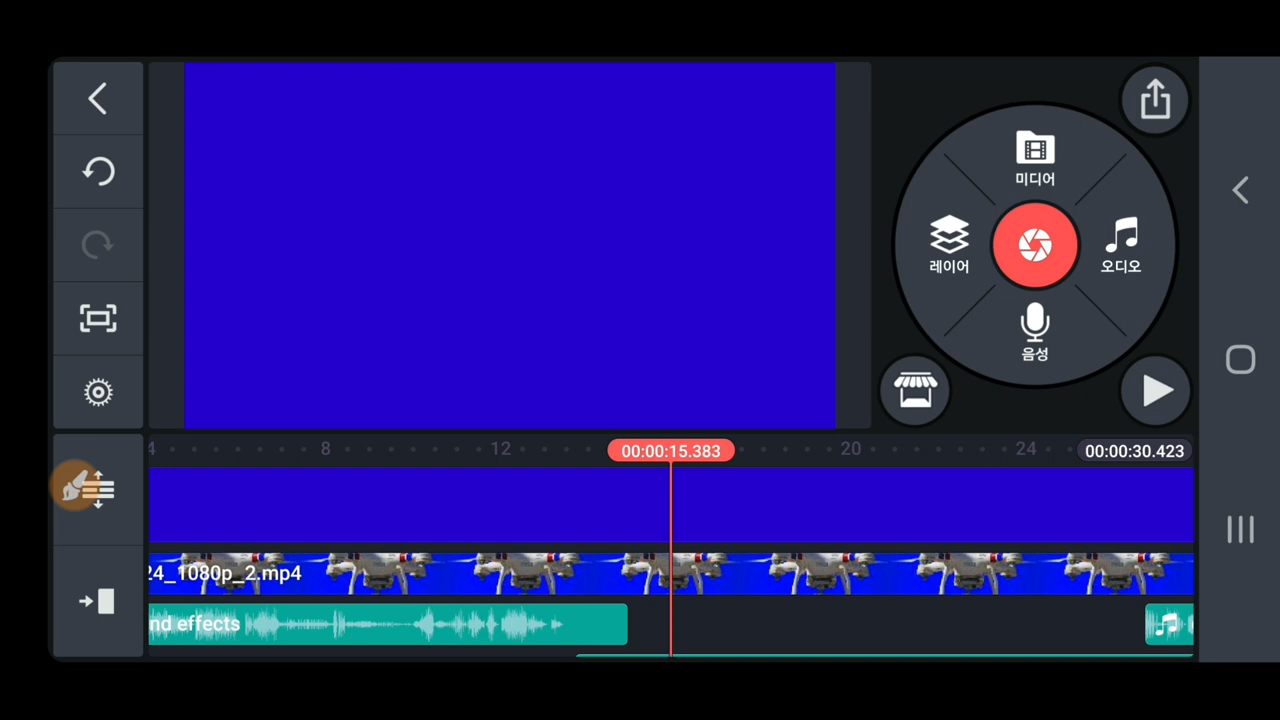 미디어
레이어
오디오
음성
4 8 12 00:00:15.383 20 24 00:00:30.423
24_1080p_2.mp4
nd effects